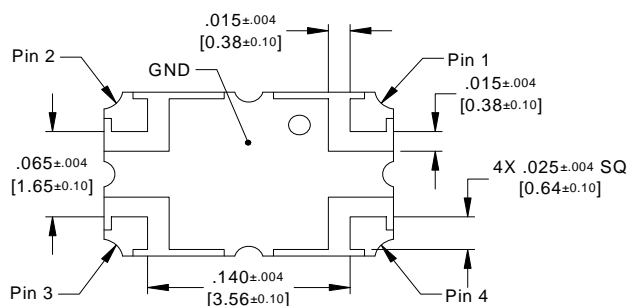 .015±.004
[0.38±0.10]
Pin 2
Pin 1
GND
.015±.004
[0.38±0.10]
.065±.004
[1.65±0.10]
4X .025±.004 SQ
[0.64±0.10]
Pin 3
.140±.004
[3.56±0.10]
Pin 4